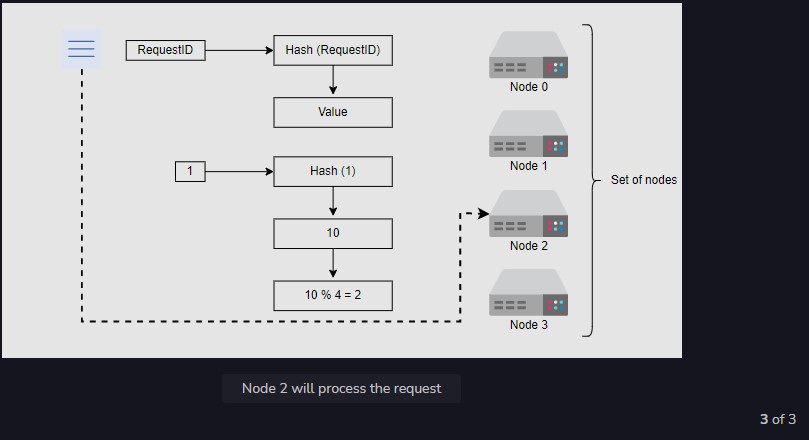 RequestID
Hash (RequestID)
Value
1
Hash (1)
10
10 % 4 = 2
Node 0
Node 1
Node 2
Node 3
Set of nodes
Node 2 will process the request
3 of 3